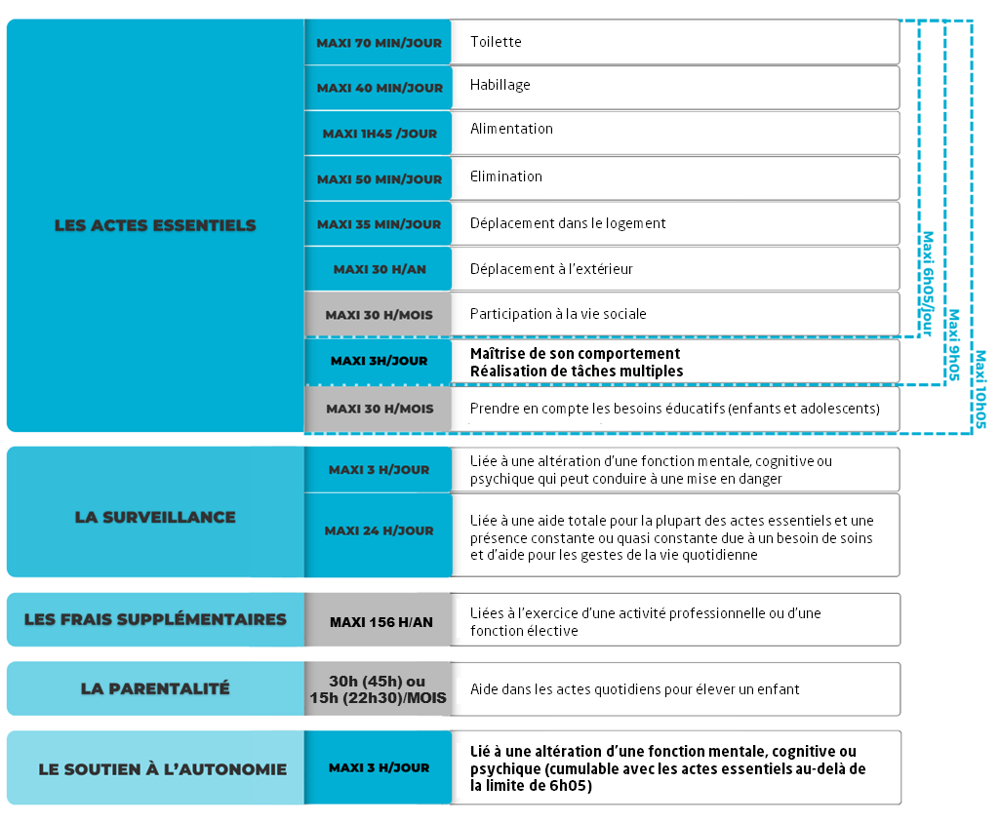 LES ACTES ESSENTIELS
MAXI 70 MIN/JOUR
Toilette
MAXI 40 MIN/JOUR
Habillage
MAXI 1H45 /JOUR
Alimentation
MAXI 50 MIN/JOUR
Elimination
MAXI 35 MIN/JOUR
Déplacement dans le logement
MAXI 30 H/AN
Déplacement à l'extérieur
MAXI 30 H/MOIS
Participation à la vie sociale
MAXI 3H/JOUR
Maîtrise de son comportement
Réalisation de tâches multiples
MAXI 30 H/MOIS
Prendre en compte les besoins éducatifs (enfants et adolescents)
Maxi 6h05/jour
Maxi 9h05
Maxi 10h05
LA SURVEILLANCE
MAXI 3 H/JOUR
Liée à une altération d'une fonction mentale, cognitive ou
psychique qui peut conduire à une mise en danger
MAXI 24 H/JOUR
Liée à une aide totale pour la plupart des actes essentiels et une
présence constante ou quasi constante due à un besoin de soins
et d'aide pour les gestes de la vie quotidienne
LES FRAIS SUPPLÉMENTAIRES
MAXI 156 H/AN
Liées à l'exercice d'une activité professionnelle ou d'une
fonction élective
LA PARENTALITÉ
30h (45h) ou
15h (22h30)/MOIS
Aide dans les actes quotidiens pour élever un enfant
LE SOUTIEN À L'AUTONOMIE
MAXI 3 H/JOUR
Lié à une altération d'une fonction mentale, cognitive ou
psychique (cumulable avec les actes essentiels au-delà de
la limite de 6h05)